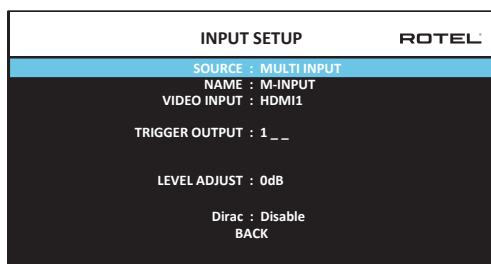 INPUT SETUP ROTEL
SOURCE : MULTI INPUT
NAME : M-INPUT
VIDEO INPUT : HDMI1
TRIGGER OUTPUT : 1 _ _
LEVEL ADJUST : 0dB
Dirac : Disable
BACK